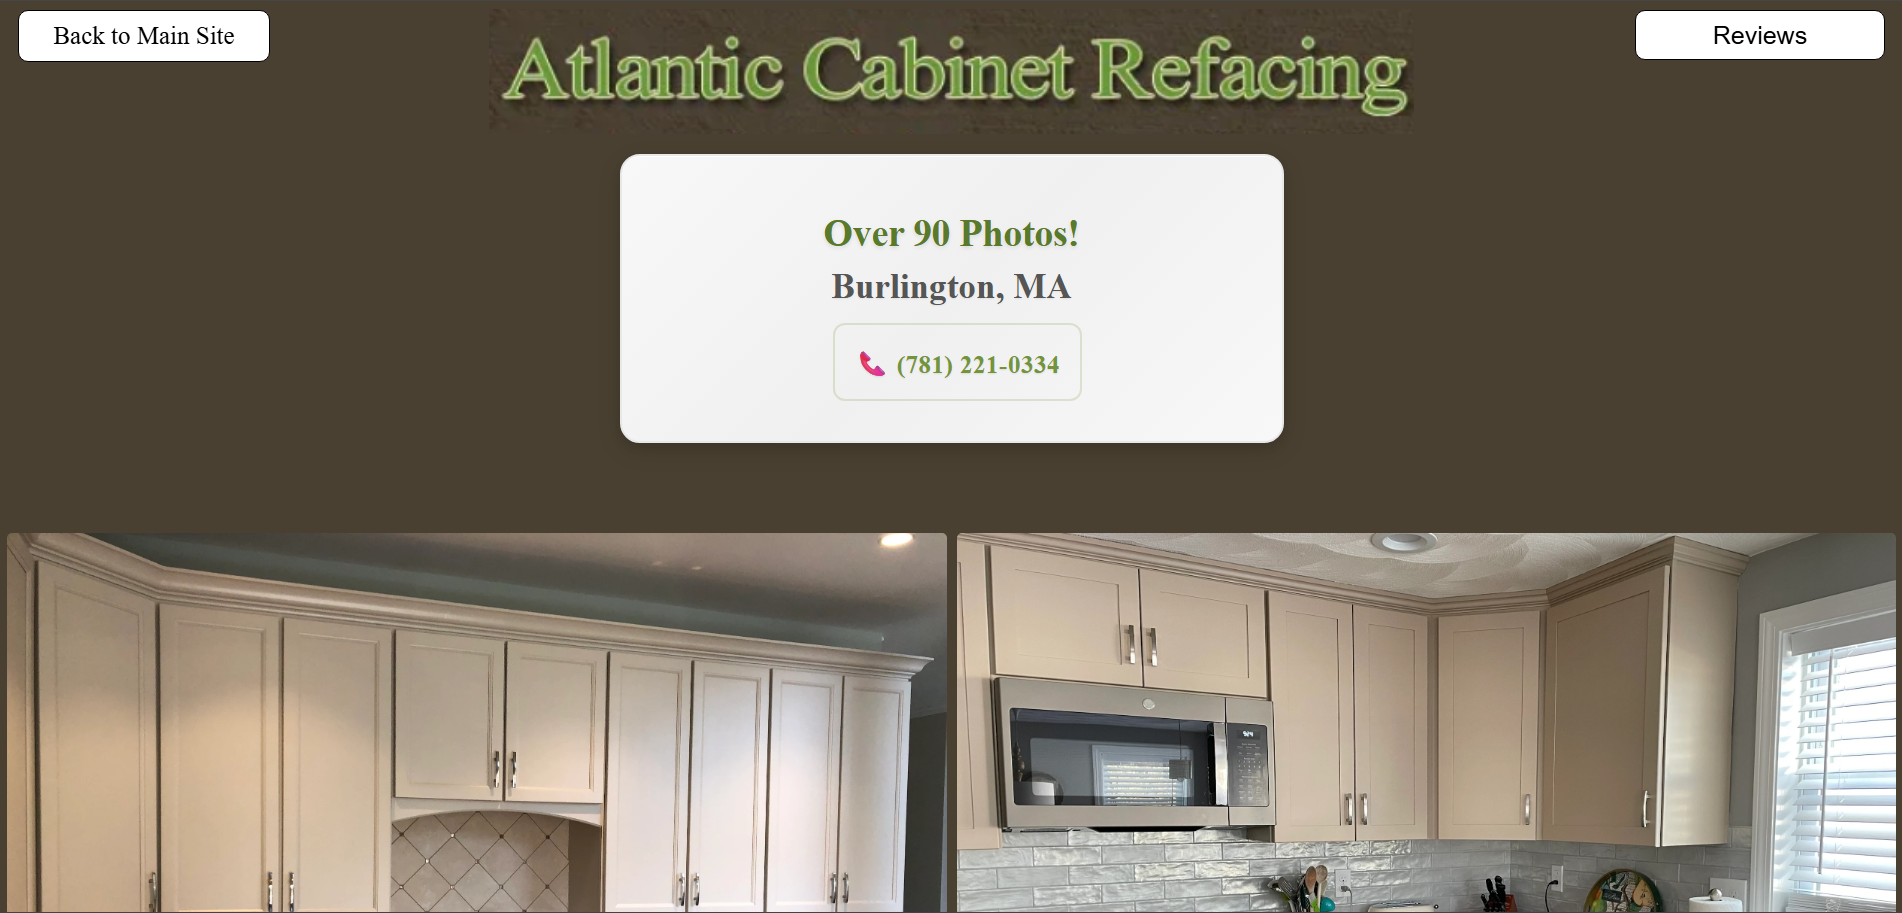 Back to Main Site
Atlantic Cabinet Refacing
Reviews
Over 90 Photos!
Burlington, MA
(781) 221-0334